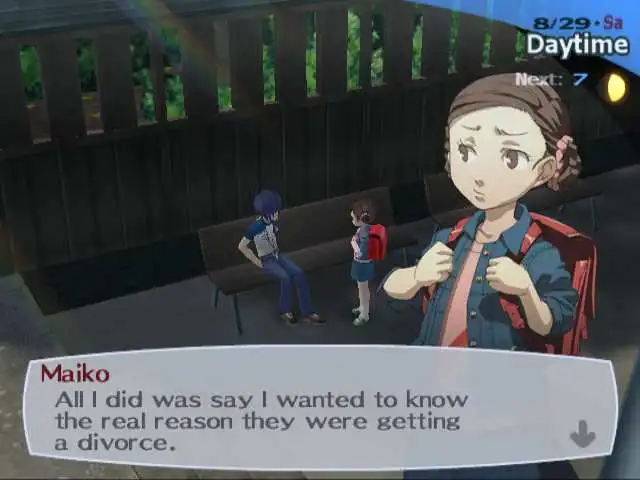 8/29・Sa
Daytime
Next: 7
Maiko
All I did was say I wanted to know
the real reason they were getting
a divorce.